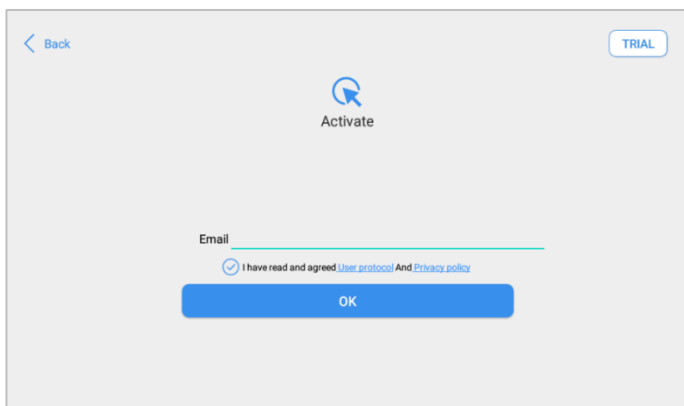 Back
TRIAL
Activate
Email
I have read and agreed User protocol And Privacy policy
OK